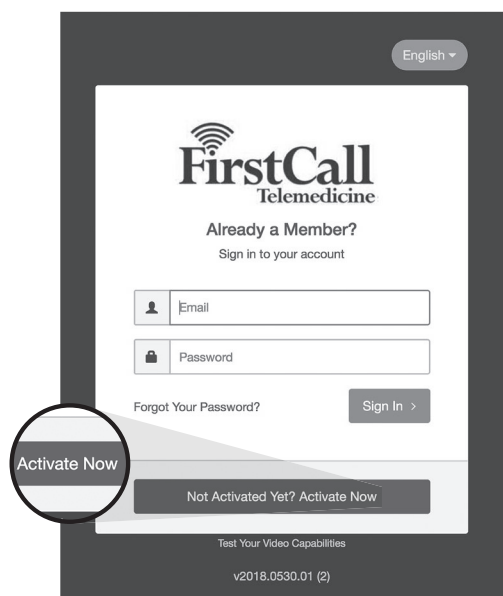 English
FirstCall
Telemedicine
Already a Member?
Sign in to your account
Email
Password
Forgot Your Password?
Sign In >
Activate Now
Not Activated Yet? Activate Now
Test Your Video Capabilities
v2018.0530.01 (2)